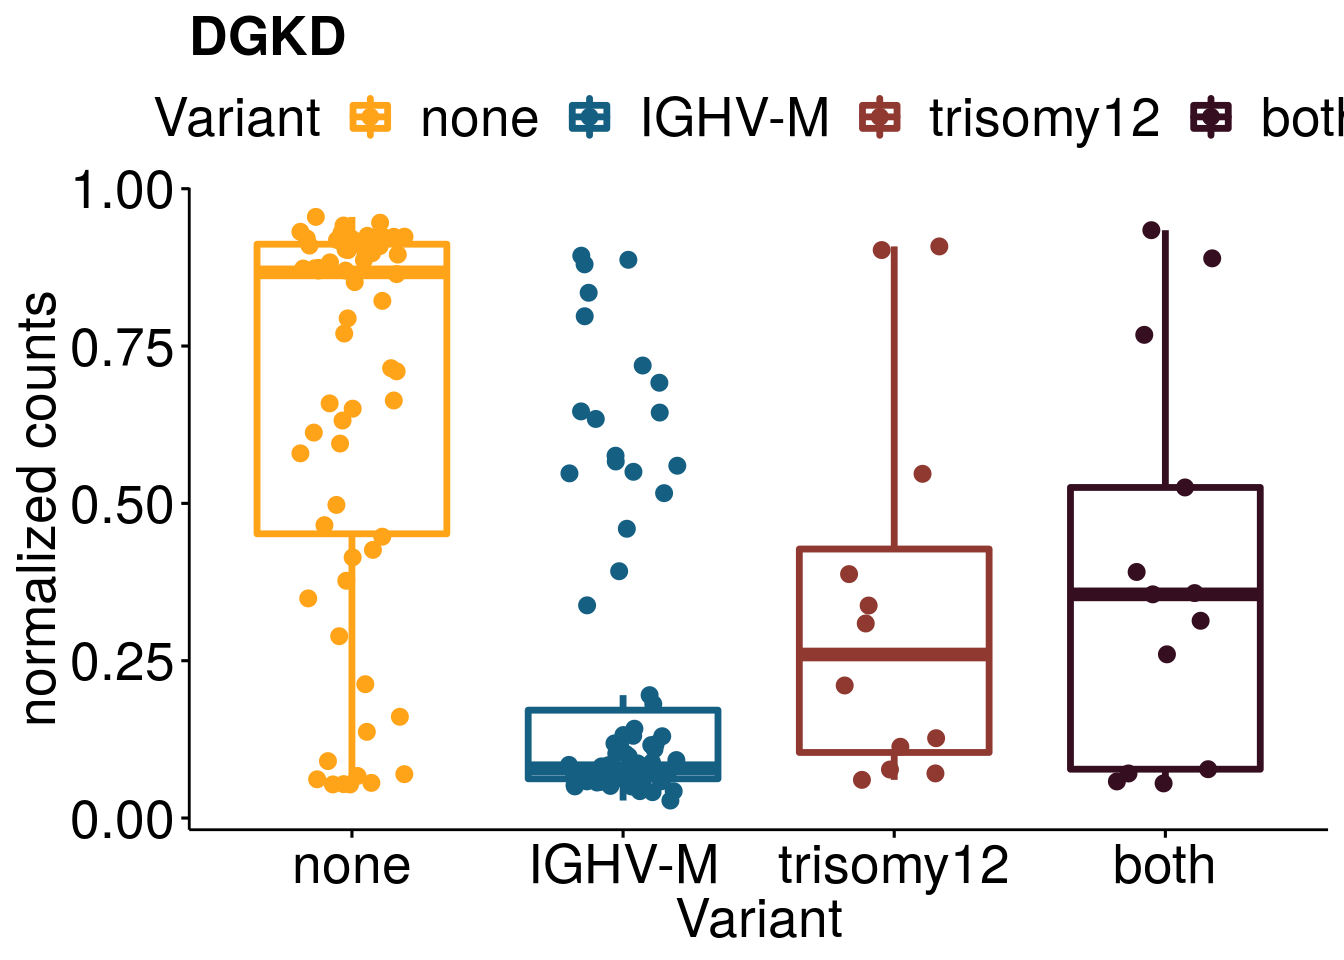 DGKD
Variant none IGHV-M trisomy12 both
1.00
0.75
0.50
0.25
0.00
normalized counts
none IGHV-M trisomy12 both
Variant